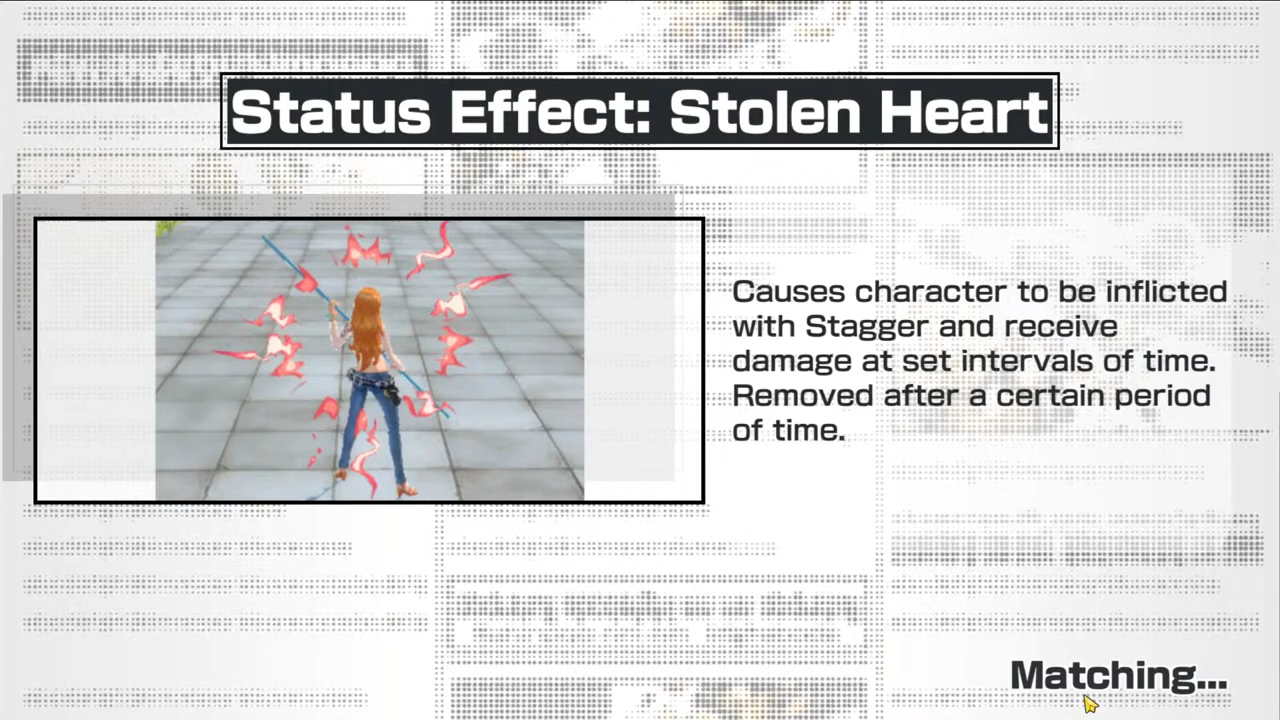 Status Effect: Stolen Heart
Causes character to be inflicted
with Stagger and receive
damage at set intervals of time.
Removed after a certain period
of time.
Matching...